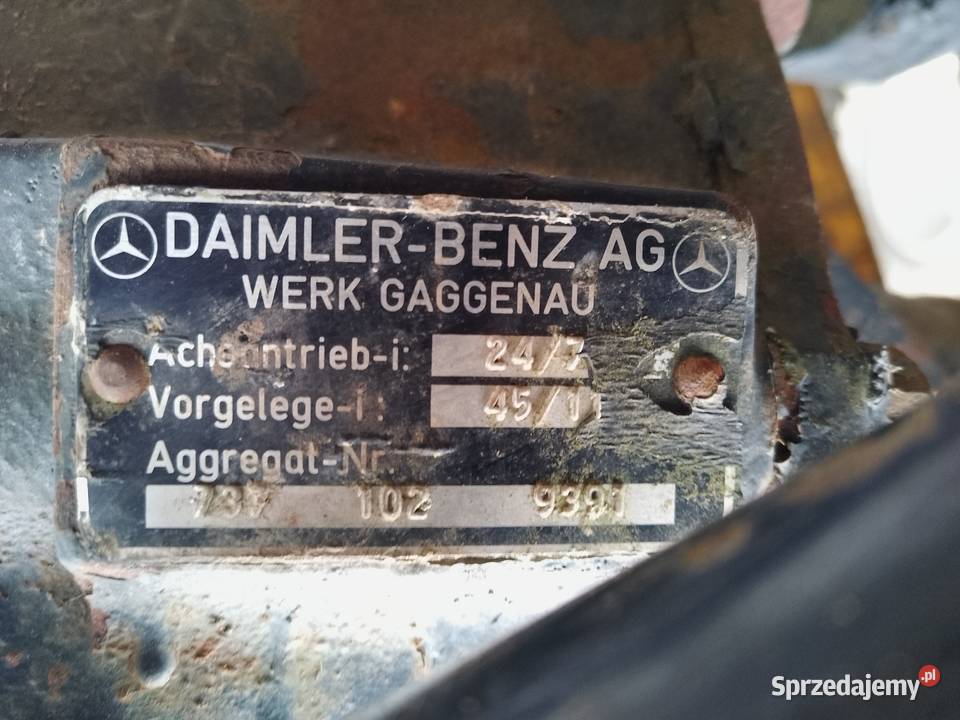 DAIMLER-BENZ AG
WERK GAGGENAU
Achsantrieb-i: 24/7
Vorgelege-i: 45/11
Aggregat-Nr.
102 9391
Sprzedajemy.pl